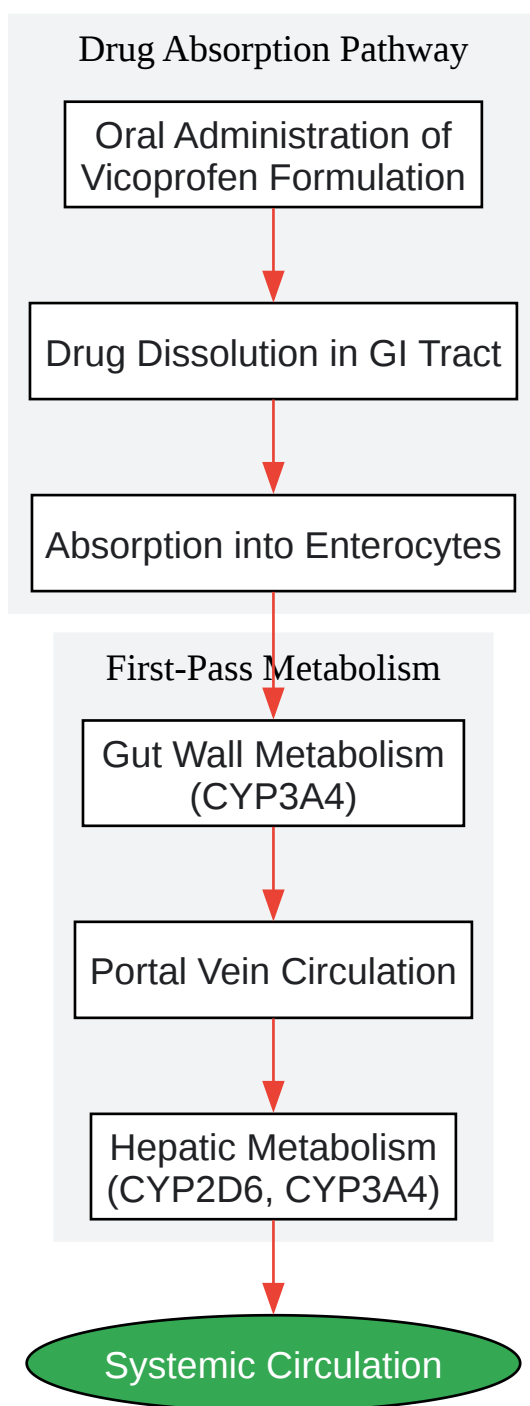 Drug Absorption Pathway
Oral Administration of
Vicoprofen Formulation
Drug Dissolution in GI Tract
Absorption into Enterocytes
First-Pass Metabolism
Gut Wall Metabolism
(CYP3A4)
Portal Vein Circulation
Hepatic Metabolism
(CYP2D6, CYP3A4)
Systemic Circulation